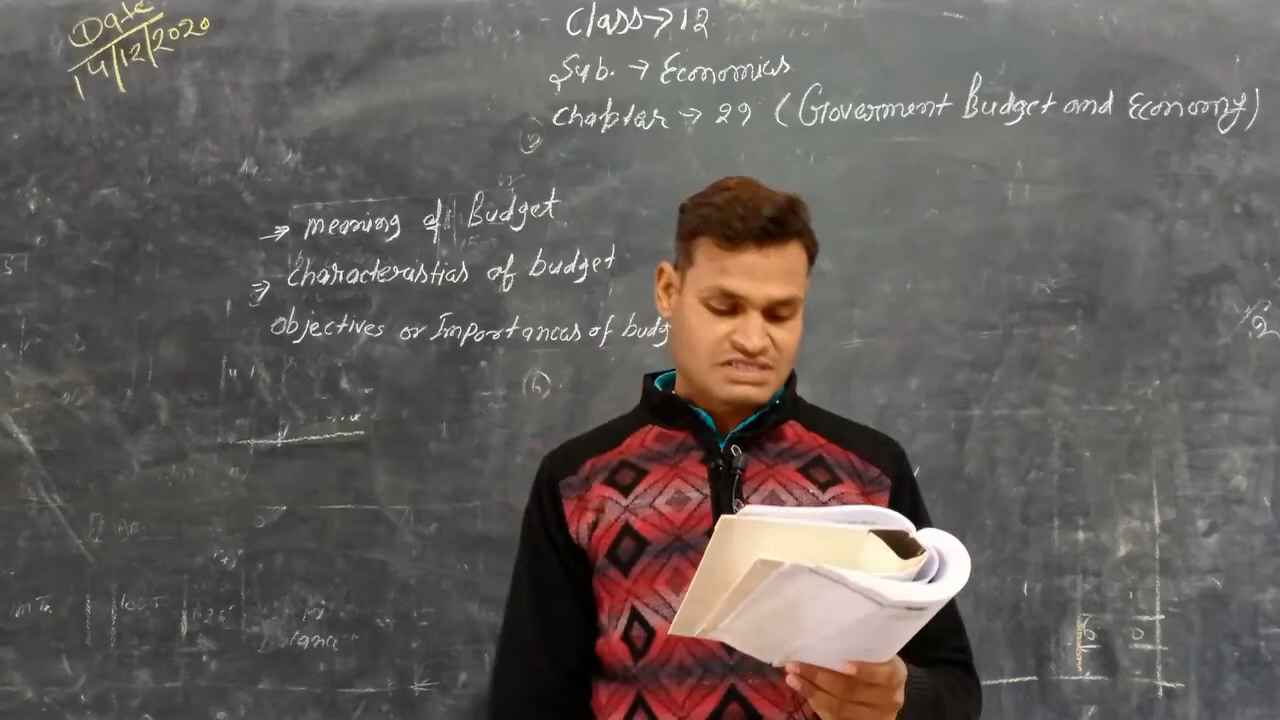 Date
14/12/2020
Class→12
Sub. → Economics
Chapter → 29 (Goverment Budget and Economy)
⇒ meaning of Budget
⇒ Characteristics of budget
Objectives or Importances of budg